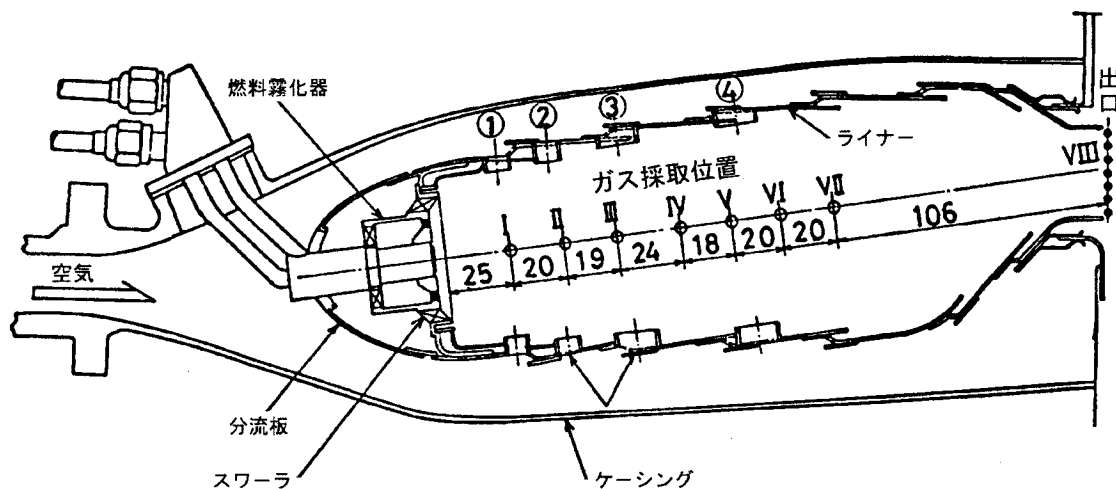 燃料霧化器
① ② ③ ④
ライナー
出口
ガス採取位置
I II III IV V VI VII VIII
25 20 19 24 18 20 20 106
空気
分流板
スワーラ
ケーシング